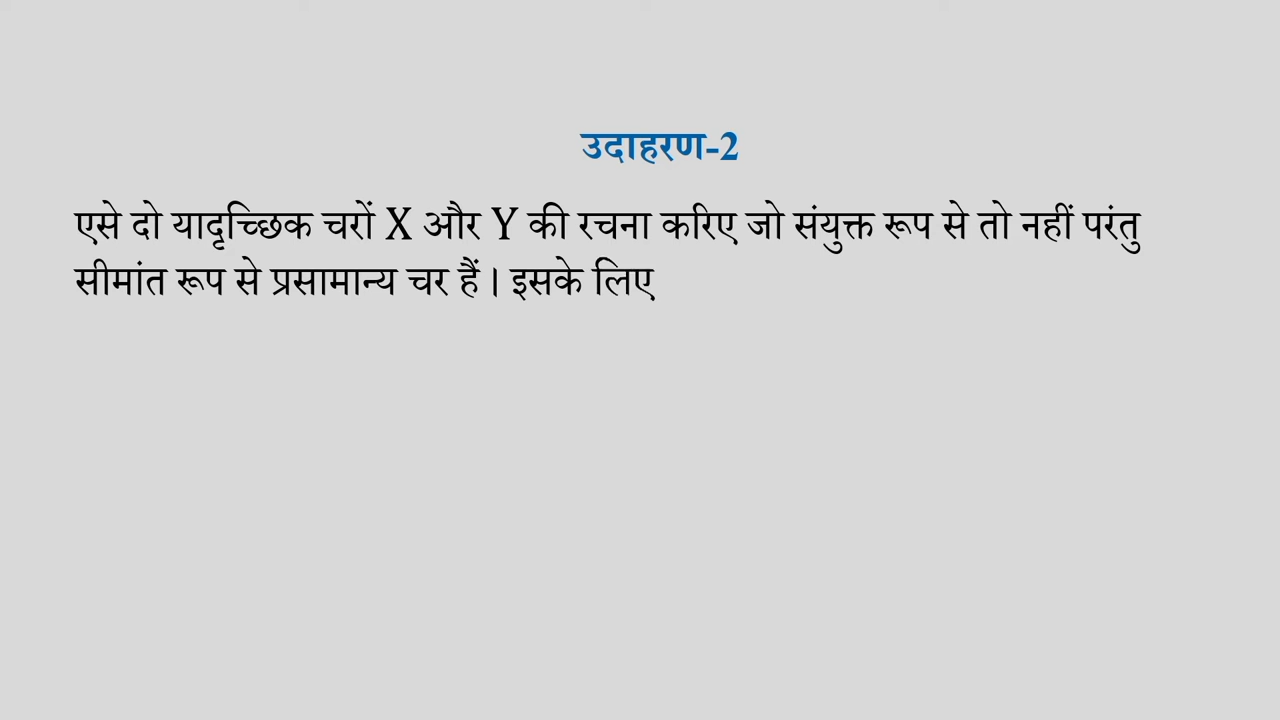 उदाहरण-2
एसे दो यादृच्छिक चरों X और Y की रचना करिए जो संयुक्त रूप से तो नहीं परंतु
सीमांत रूप से प्रसामान्य चर हैं । इसके लिए